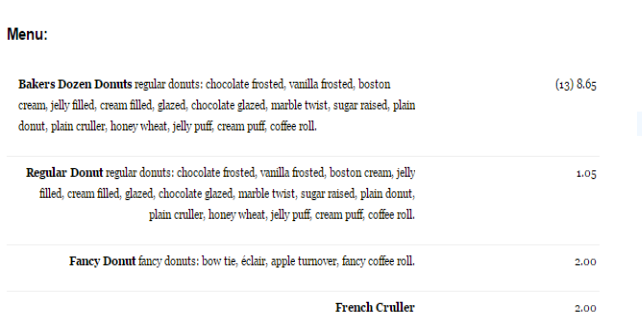 Menu:
Bakers Dozen Donuts regular donuts: chocolate frosted, vanilla frosted, boston
cream, jelly filled, cream filled, glazed, chocolate glazed, marble twist, sugar raised, plain
donut, plain cruller, honey wheat, jelly puff, cream puff, coffee roll.
(13) 8.65
Regular Donut regular donuts: chocolate frosted, vanilla frosted, boston cream, jelly
filled, cream filled, glazed, chocolate glazed, marble twist, sugar raised, plain donut,
plain cruller, honey wheat, jelly puff, cream puff, coffee roll.
1.05
Fancy Donut fancy donuts: bow tie, éclair, apple turnover, fancy coffee roll.
2.00
French Cruller
2.00